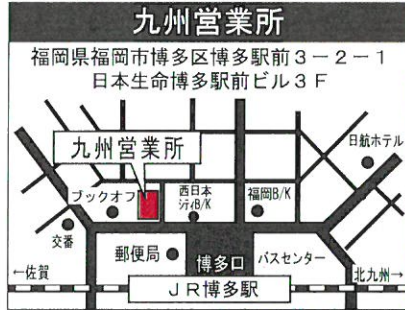 九州営業所
福岡県福岡市博多区博多駅前3-2-1
日本生命博多駅前ビル3F
九州営業所
日航ホテル
ブックオフ
西日本
シティB/K
福岡B/K
交番
郵便局
博多口
バスセンター
←佐賀
北九州→
JR博多駅